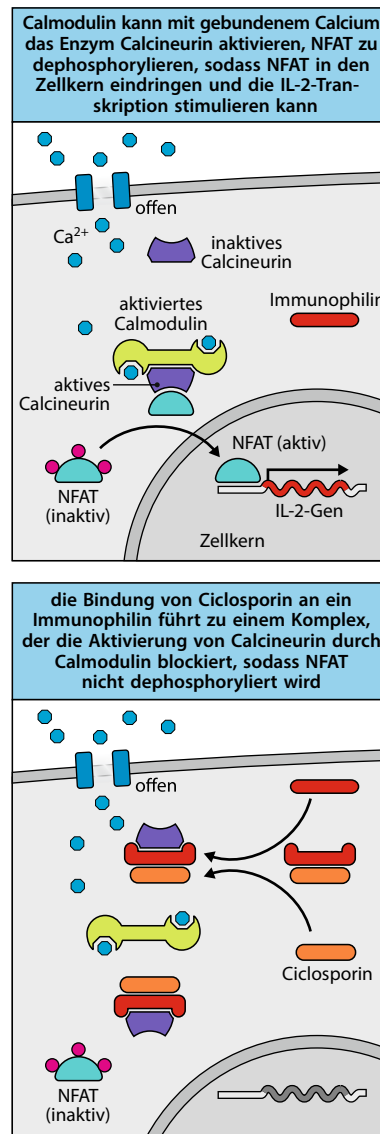 Calmodulin kann mit gebundenem Calcium
das Enzym Calcineurin aktivieren, NFAT zu
dephosphorylieren, sodass NFAT in den
Zellkern eindringen und die IL-2-Tran-
skription stimulieren kann
offen
Ca2+
inaktives
Calcineurin
aktiviertes
Calmodulin
Immunophilin
aktives
Calcineurin
NFAT (aktiv)
NFAT
(inaktiv)
IL-2-Gen
Zellkern
die Bindung von Ciclosporin an ein
Immunophilin führt zu einem Komplex,
der die Aktivierung von Calcineurin durch
Calmodulin blockiert, sodass NFAT
nicht dephosphoryliert wird
offen
Ciclosporin
NFAT
(inaktiv)